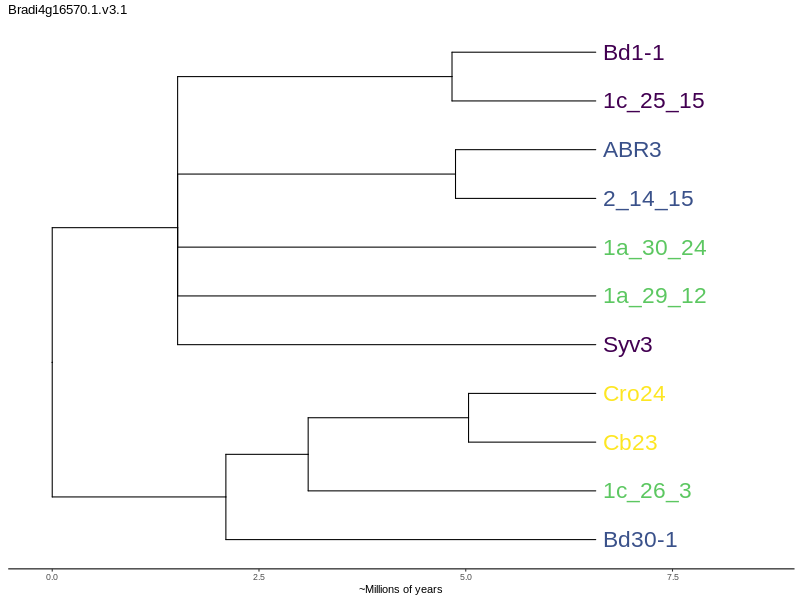 Bradi4g16570.1.v3.1
Bd1-1
1c_25_15
ABR3
2_14_15
1a_30_24
1a_29_12
Syv3
Cro24
Cb23
1c_26_3
Bd30-1
0.0 2.5 5.0 7.5
~Millions of years